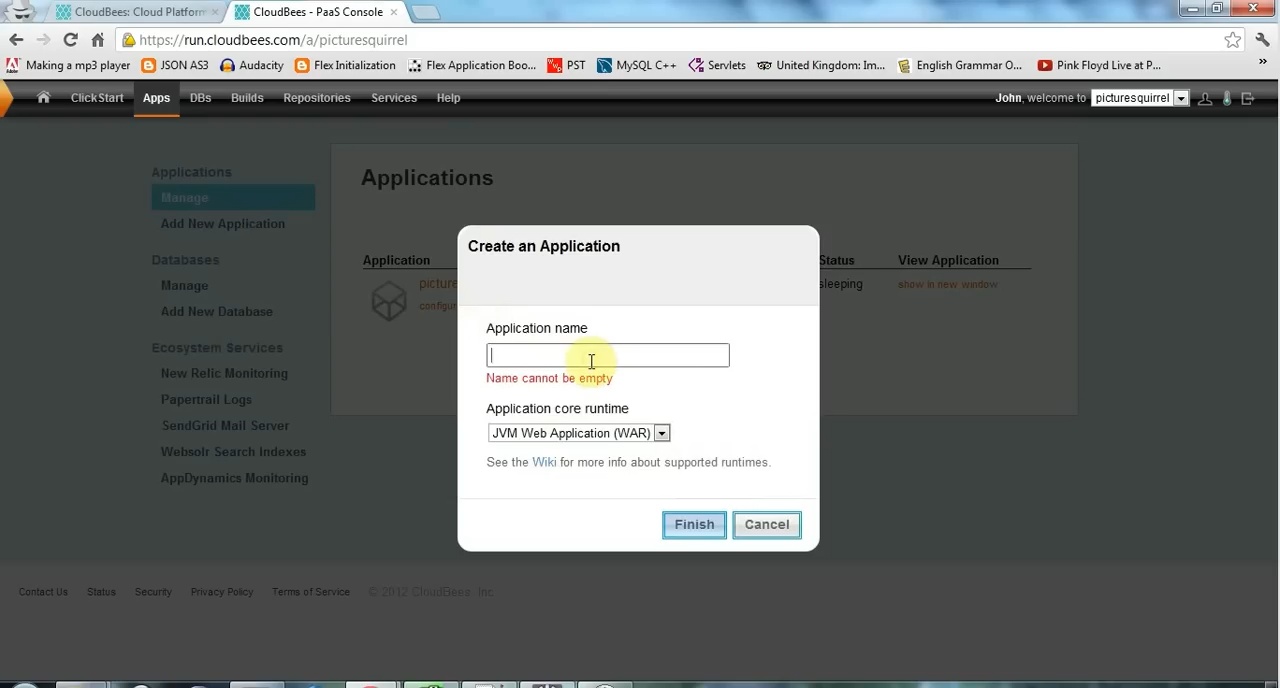 CloudBees: Cloud Platform
CloudBees - PaaS Console
https://run.cloudbees.com/a/picturesquirrel
Making a mp3 player
JSON AS3
Audacity
Flex Initialization
Flex Application Boo...
PST
MySQL C++
Servlets
United Kingdom: Im...
English Grammar O...
Pink Floyd Live at P...
»
ClickStart
Apps
DBs
Builds
Repositories
Services
Help
John, welcome to
picturesquirrel
Applications
Manage
Add New Application
Databases
Manage
Add New Database
Ecosystem Services
New Relic Monitoring
Papertrail Logs
SendGrid Mail Server
Websolr Search Indexes
AppDynamics Monitoring
Applications
Application
Status
View Application
sleeping
show in new window
Create an Application
Application name
Name cannot be empty
Application core runtime
JVM Web Application (WAR)
See the Wiki for more info about supported runtimes.
Finish
Cancel
Contact Us
Status
Security
Privacy Policy
Terms of Service
© 2012 CloudBees, Inc